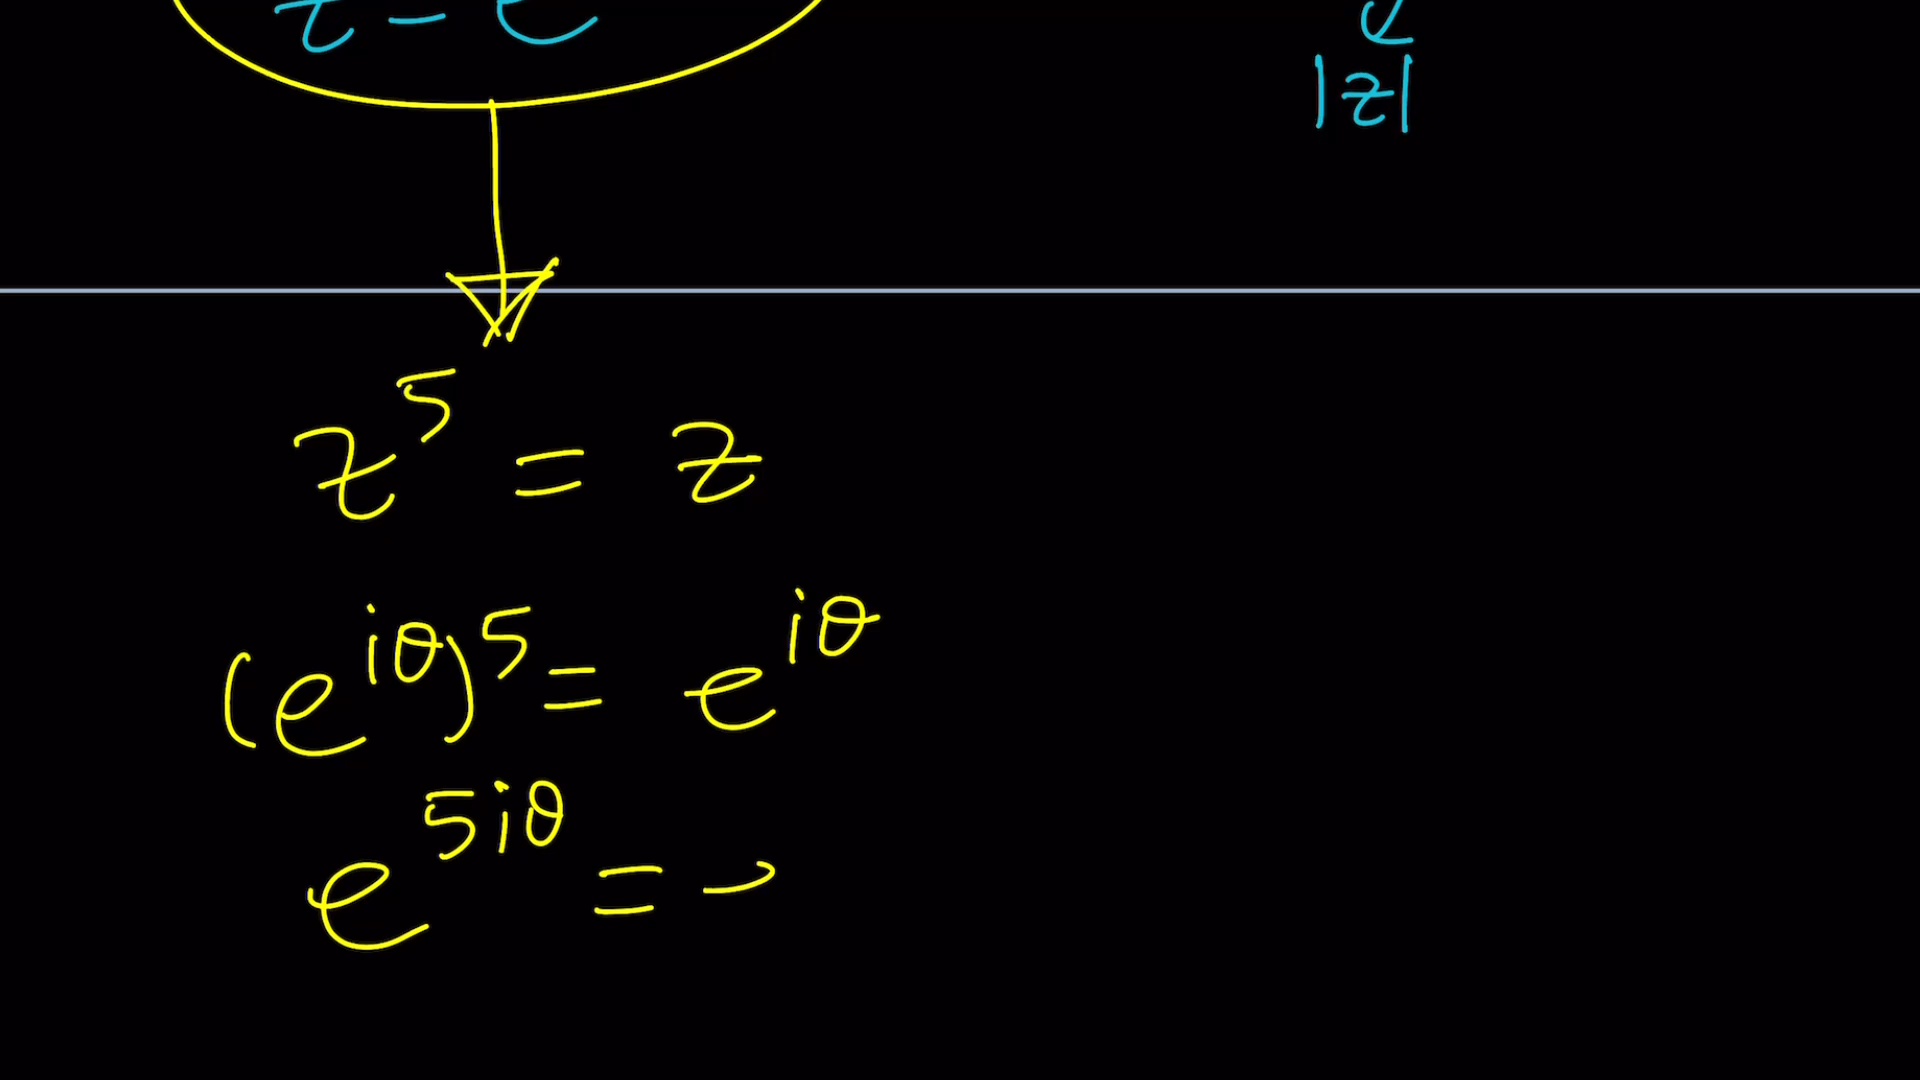 z = e
|z|
z⁵ = z
(e^{iθ})⁵ = e^{iθ}
e^{5iθ} =